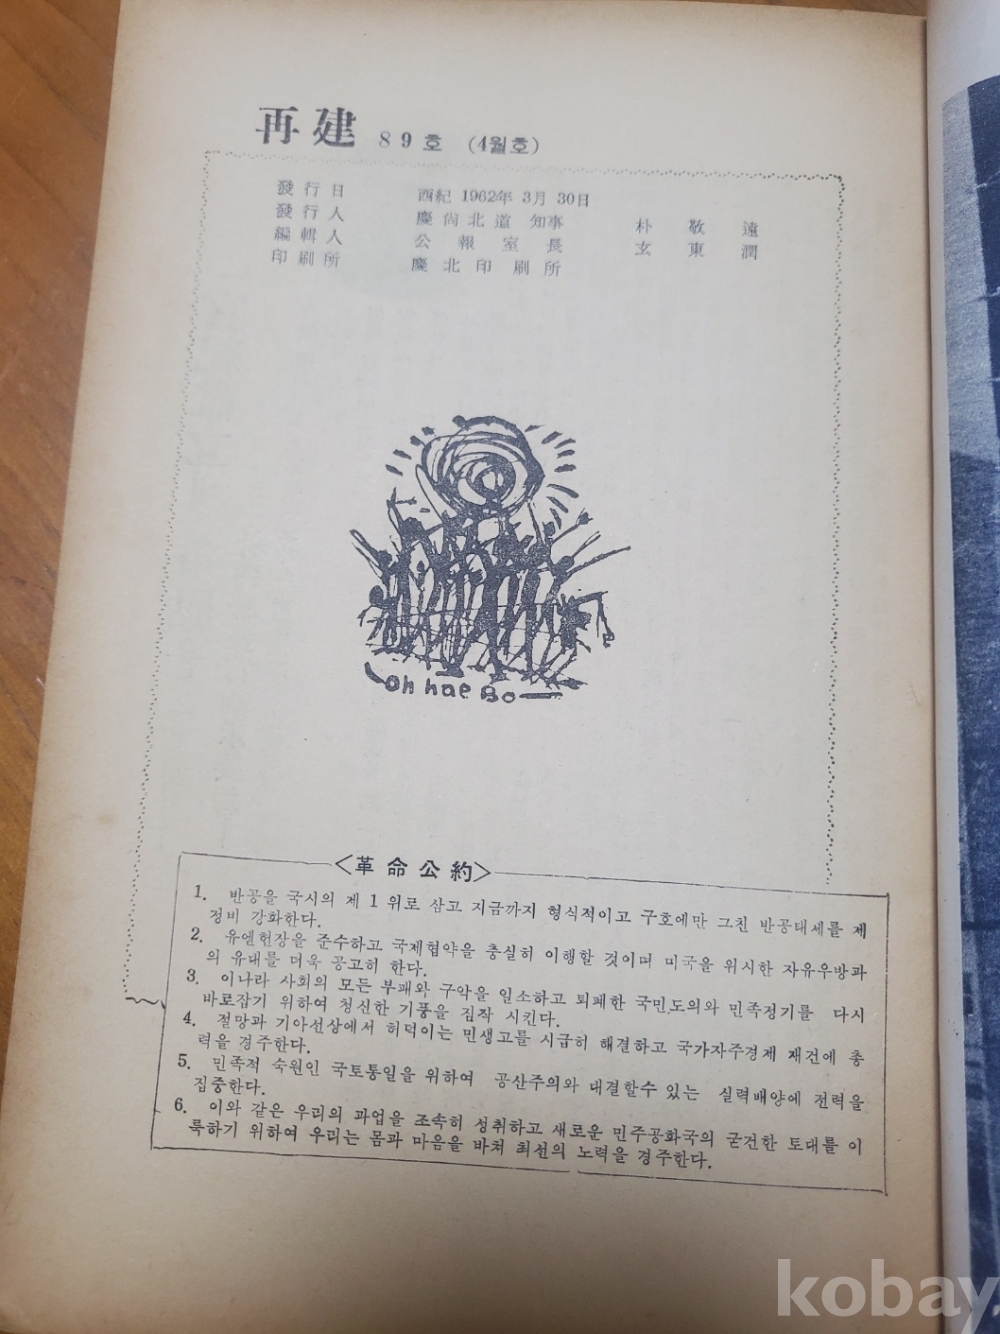 再建 89호 (4월호)
發行日 西紀 1962年 3月 30日
發行人 慶尙北道 知事 朴敬遠
編輯人 公報室長 玄東潤
印刷所 慶北印刷所
Oh hae Bo
<革命公約>
1. 반공을 국시의 제 1 위로 삼고 지금까지 형식적이고 구호에만 그친 반공태세를 제
정비 강화한다.
2. 유엔헌장을 준수하고 국제협약을 충실히 이행할 것이며 미국을 위시한 자유우방과
의 유대를 더욱 공고히 한다.
3. 이나라 사회의 모든 부패와 구악을 일소하고 퇴폐한 국민도의와 민족정기를 다시
바로잡기 위하여 청신한 기풍을 짐작 시킨다.
4. 절망과 기아선상에서 허덕이는 민생고를 시급히 해결하고 국가자주경제 재건에 총
력을 경주한다.
5. 민족적 숙원인 국토통일을 위하여 공산주의와 대결할수 있는 실력배양에 전력을
집중한다.
6. 이와 같은 우리의 과업을 조속히 성취하고 새로운 민주공화국의 굳건한 토대를 이
룩하기 위하여 우리는 몸과 마음을 바쳐 최선의 노력을 경주한다.
kobay